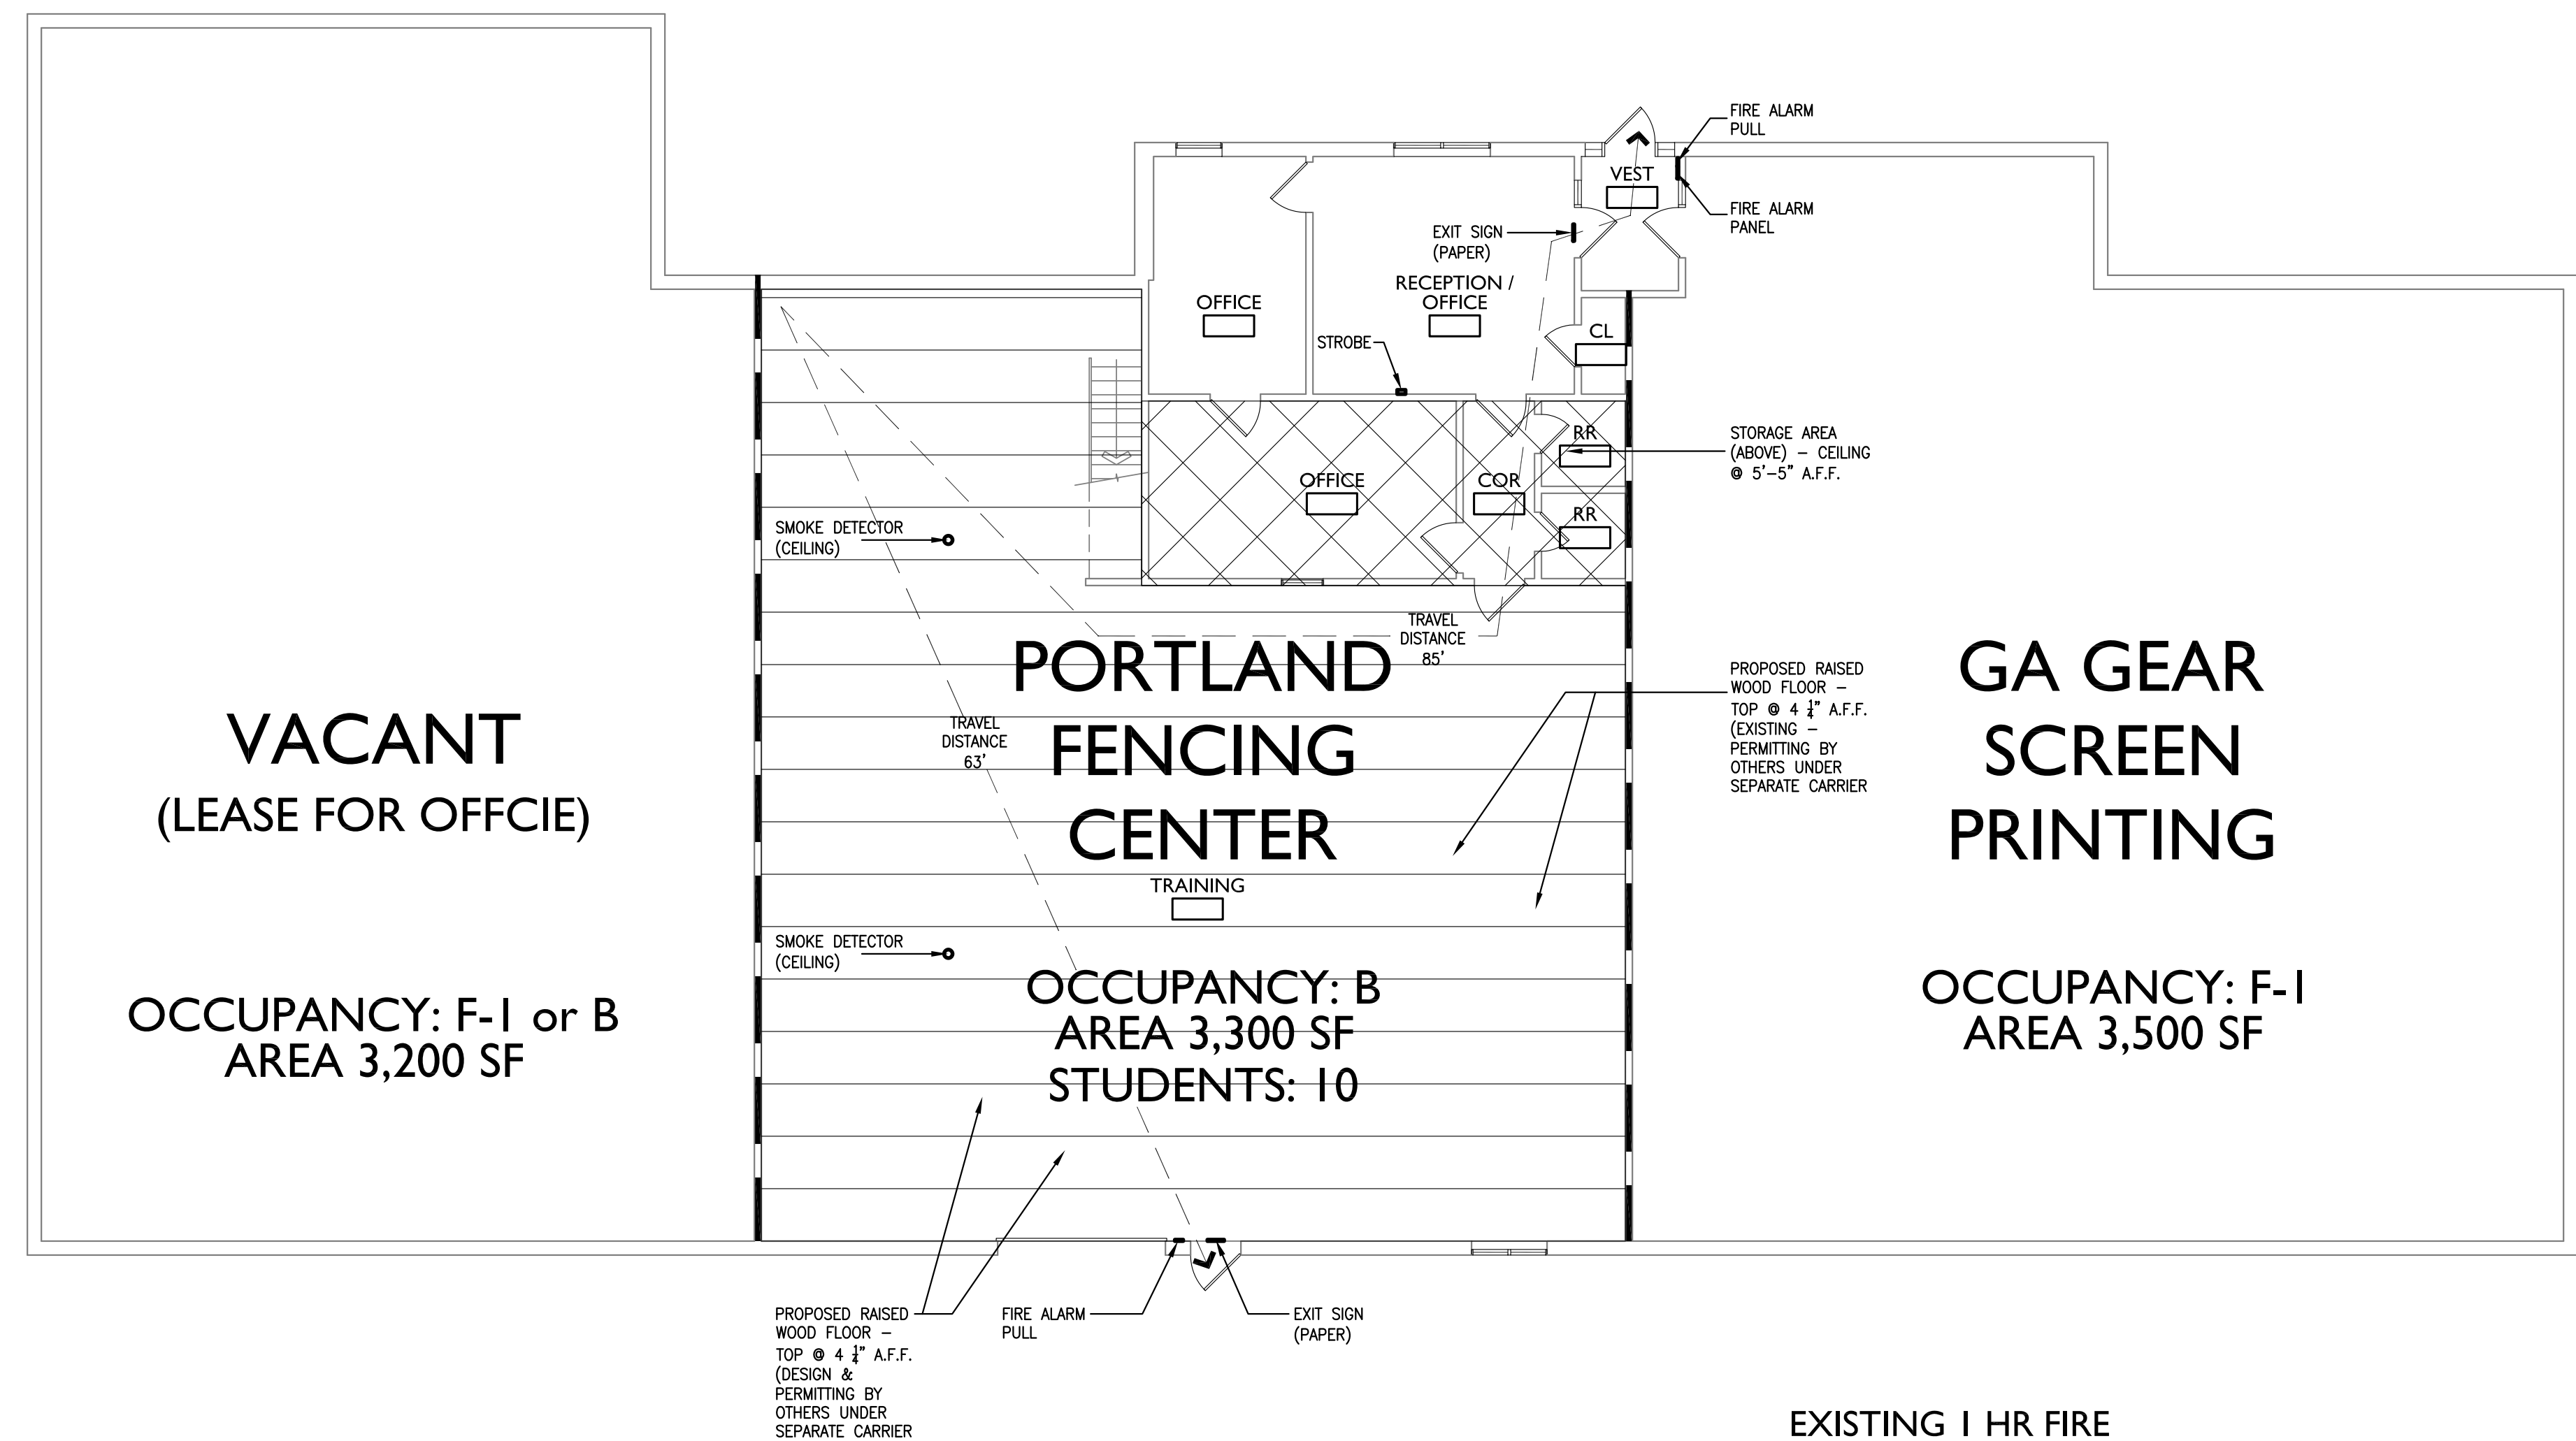 FIRE ALARM
PULL
VEST
FIRE ALARM
PANEL
EXIT SIGN
(PAPER)
RECEPTION /
OFFICE
OFFICE
CL
STROBE
RR
STORAGE AREA
(ABOVE) – CEILING
@ 5'–5" A.F.F.
OFFICE
COR
RR
SMOKE DETECTOR
(CEILING)
TRAVEL
DISTANCE
85'
PORTLAND
FENCING
CENTER
TRAVEL
DISTANCE
63'
PROPOSED RAISED
WOOD FLOOR –
TOP @ 4 1/4" A.F.F.
(EXISTING –
PERMITTING BY
OTHERS UNDER
SEPARATE CARRIER
GA GEAR
SCREEN
PRINTING
VACANT
(LEASE FOR OFFCIE)
TRAINING
SMOKE DETECTOR
(CEILING)
OCCUPANCY: F-1 or B
AREA 3,200 SF
OCCUPANCY: B
AREA 3,300 SF
STUDENTS: 10
OCCUPANCY: F-1
AREA 3,500 SF
PROPOSED RAISED
WOOD FLOOR –
TOP @ 4 1/4" A.F.F.
(DESIGN &
PERMITTING BY
OTHERS UNDER
SEPARATE CARRIER
FIRE ALARM
PULL
EXIT SIGN
(PAPER)
EXISTING 1 HR FIRE